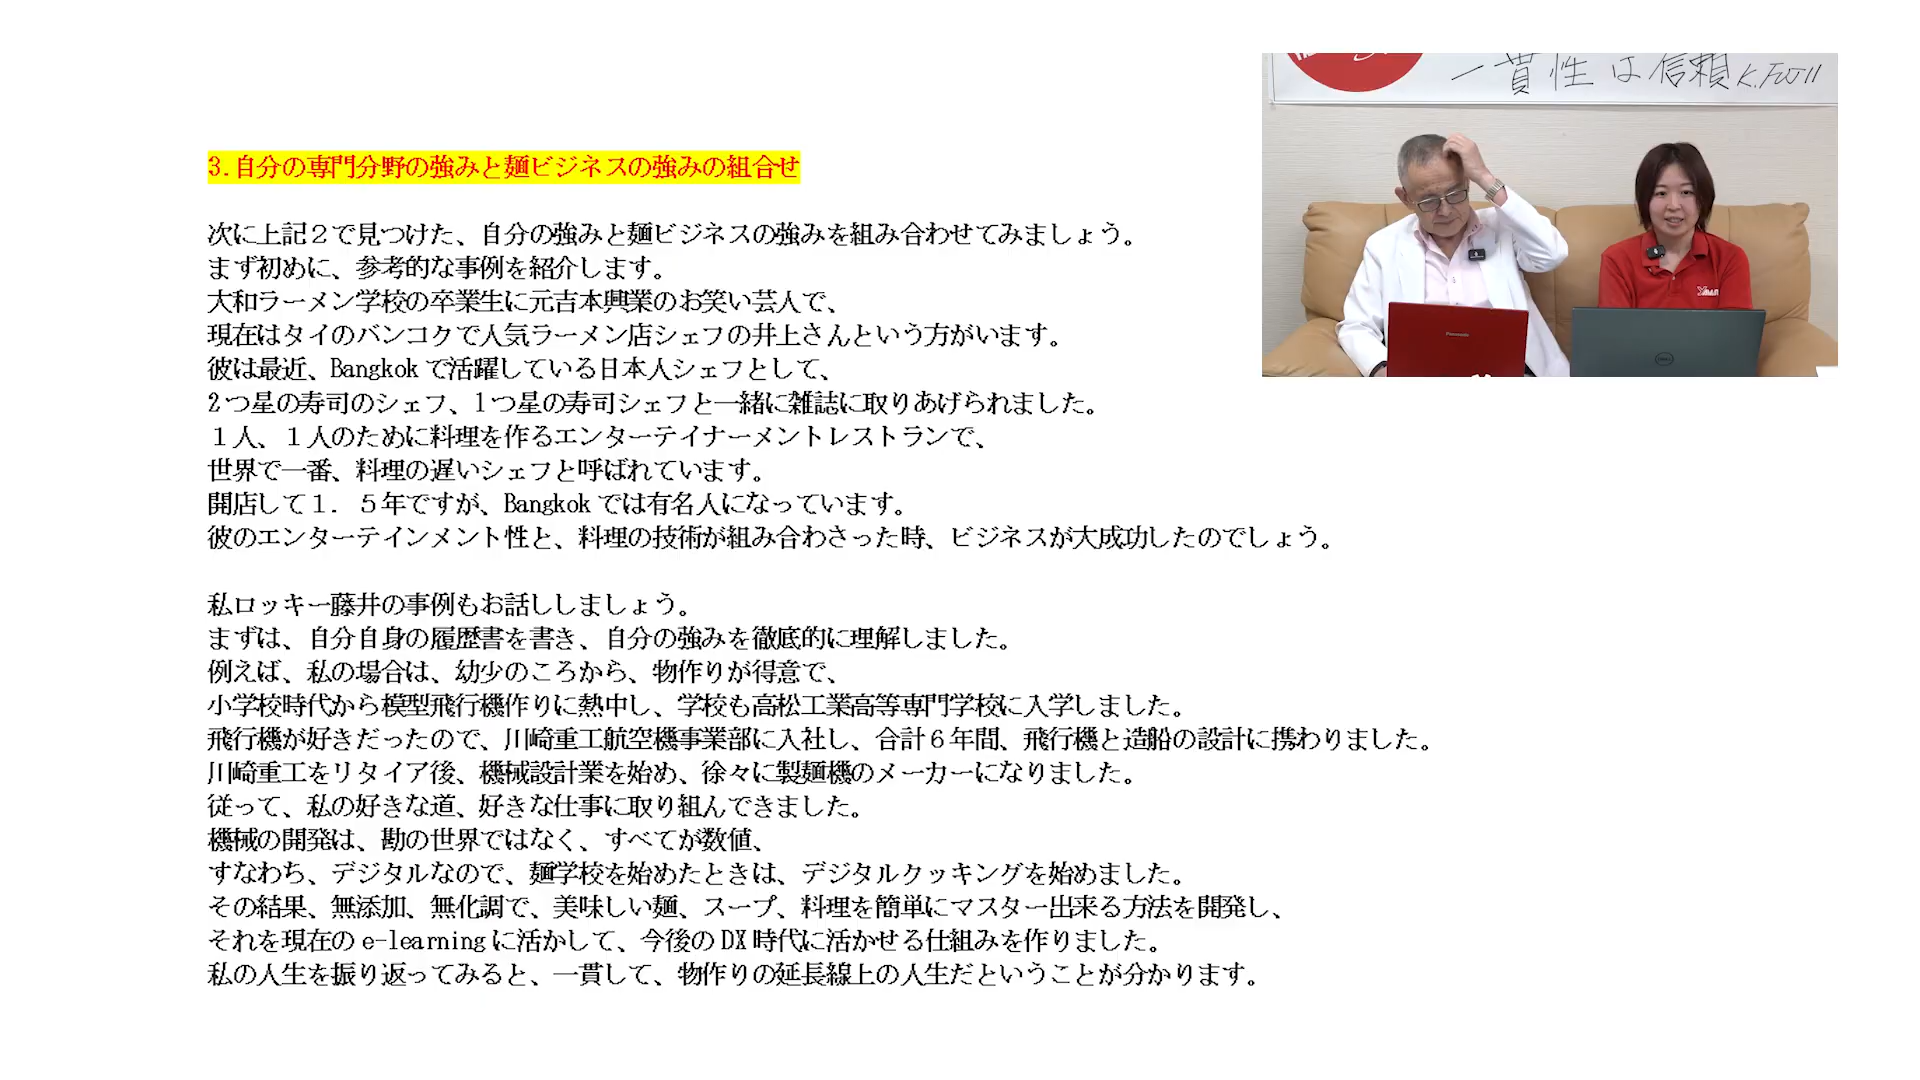 3.自分の専門分野の強みと麺ビジネスの強みの組合せ
次に上記２で見つけた、自分の強みと麺ビジネスの強みを組み合わせてみましょう。
まず初めに、参考的な事例を紹介します。
大和ラーメン学校の卒業生に元吉本興業のお笑い芸人で、
現在はタイのバンコクで人気ラーメン店シェフの井上さんという方がいます。
彼は最近、Bangkokで活躍している日本人シェフとして、
2つ星の寿司のシェフ、1つ星の寿司シェフと一緒に雑誌に取りあげられました。
１人、１人のために料理を作るエンターテイナーメントレストランで、
世界で一番、料理の遅いシェフと呼ばれています。
開店して１．５年ですが、Bangkokでは有名人になっています。
彼のエンターテインメント性と、料理の技術が組み合わさった時、ビジネスが大成功したのでしょう。
私ロッキー藤井の事例もお話ししましょう。
まずは、自分自身の履歴書を書き、自分の強みを徹底的に理解しました。
例えば、私の場合は、幼少のころから、物作りが得意で、
小学校時代から模型飛行機作りに熱中し、学校も高松工業高等専門学校に入学しました。
飛行機が好きだったので、川崎重工航空機事業部に入社し、合計６年間、飛行機と造船の設計に携わりました。
川崎重工をリタイア後、機械設計業を始め、徐々に製麺機のメーカーになりました。
従って、私の好きな道、好きな仕事に取り組んできました。
機械の開発は、勘の世界ではなく、すべてが数値、
すなわち、デジタルなので、麺学校を始めたときは、デジタルクッキングを始めました。
その結果、無添加、無化調で、美味しい麺、スープ、料理を簡単にマスター出来る方法を開発し、
それを現在のe-learningに活かして、今後のDX時代に活かせる仕組みを作りました。
私の人生を振り返ってみると、一貫して、物作りの延長線上の人生だということが分かります。
一貫性は信頼 K.FUJII
Panasonic
DELL